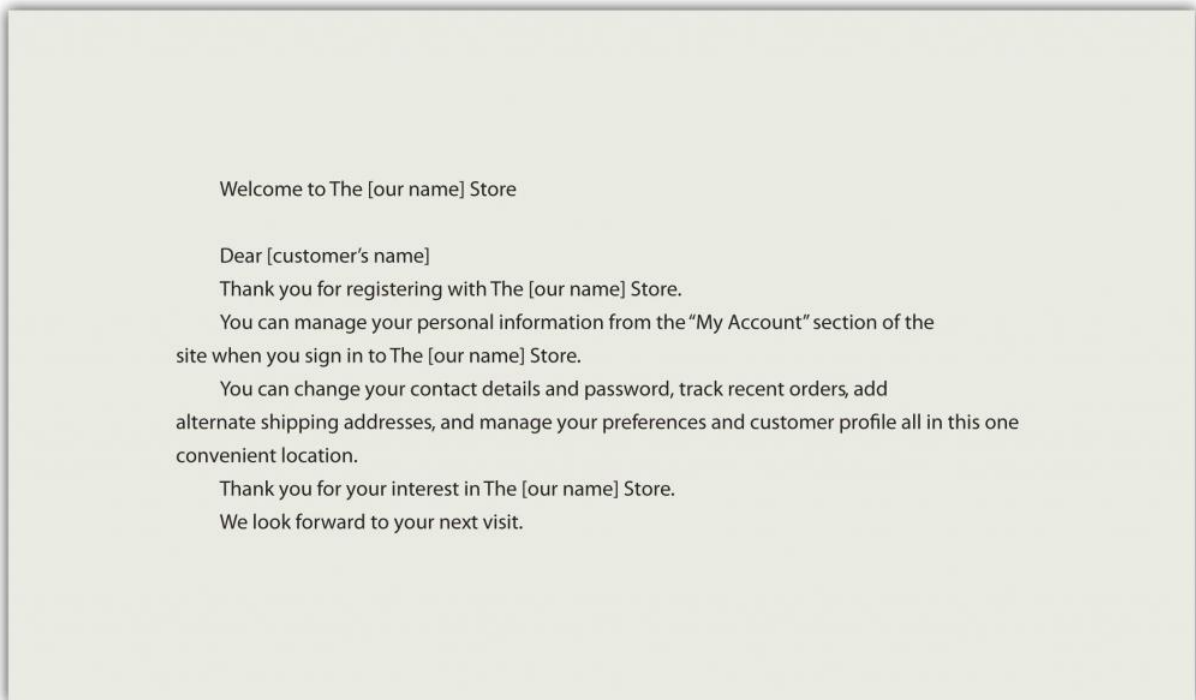 Welcome to The [our name] Store
Dear [customer’s name]
Thank you for registering with The [our name] Store.
You can manage your personal information from the “My Account” section of the
site when you sign in to The [our name] Store.
You can change your contact details and password, track recent orders, add
alternate shipping addresses, and manage your preferences and customer profile all in this one
convenient location.
Thank you for your interest in The [our name] Store.
We look forward to your next visit.